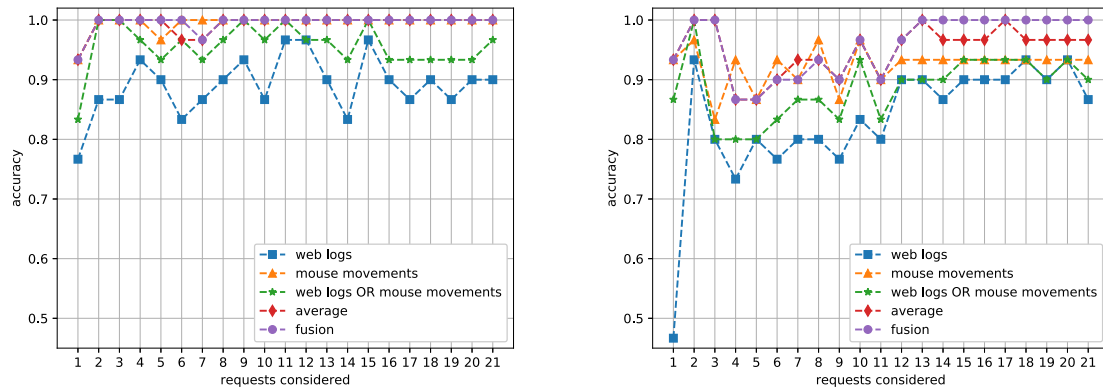 1.0
0.9
0.8
0.7
0.6
0.5
accuracy
web logs
mouse movements
web logs OR mouse movements
average
fusion
1 2 3 4 5 6 7 8 9 10 11 12 13 14 15 16 17 18 19 20 21
requests considered
1.0
0.9
0.8
0.7
0.6
0.5
accuracy
web logs
mouse movements
web logs OR mouse movements
average
fusion
1 2 3 4 5 6 7 8 9 10 11 12 13 14 15 16 17 18 19 20 21
requests considered